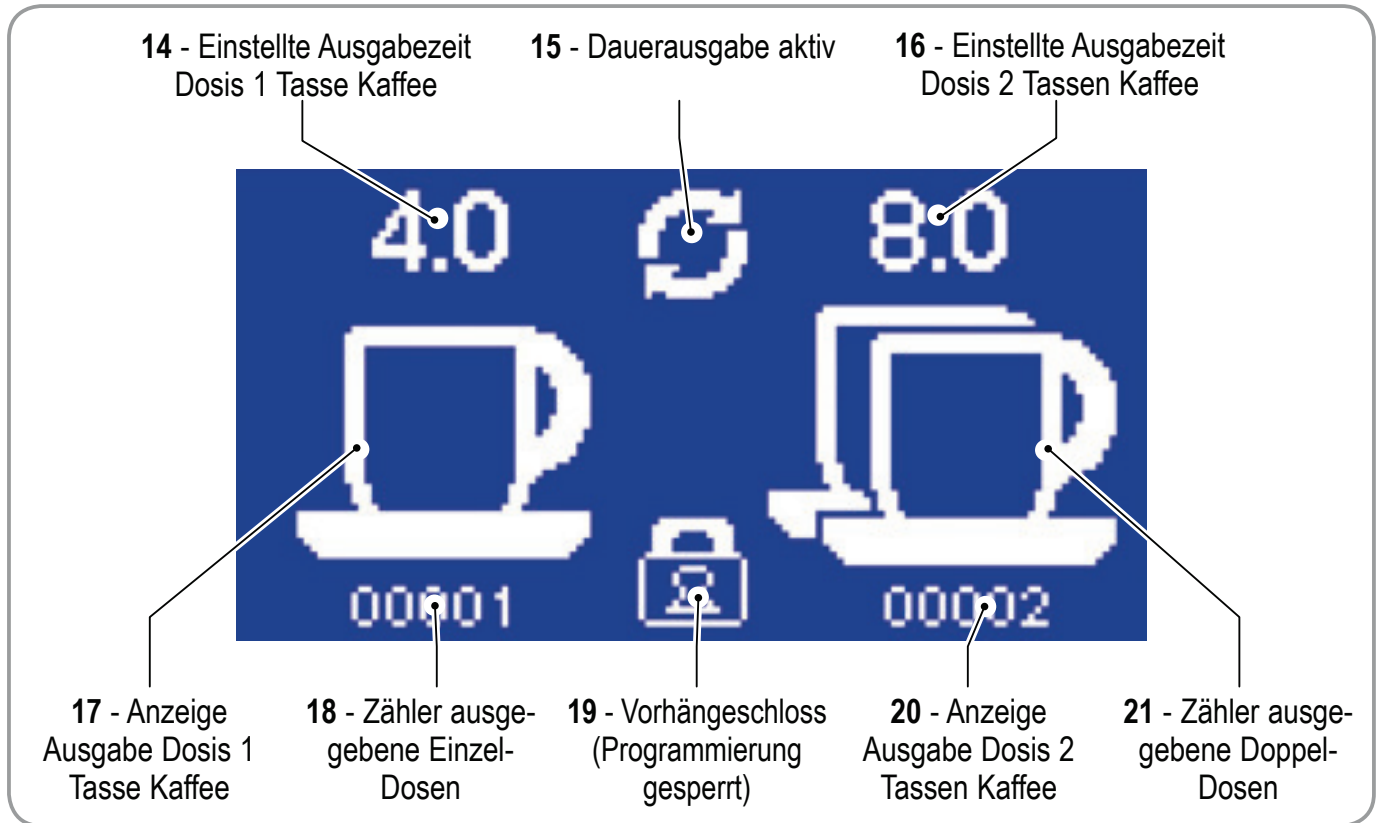 14 - Einstellte Ausgabezeit
Dosis 1 Tasse Kaffee
15 - Dauerausgabe aktiv
16 - Einstellte Ausgabezeit
Dosis 2 Tassen Kaffee
4.0
8.0
00001
00002
17 - Anzeige
Ausgabe Dosis 1
Tasse Kaffee
18 - Zähler ausge-
gebene Einzel-
Dosen
19 - Vorhängeschloss
(Programmierung
gesperrt)
20 - Anzeige
Ausgabe Dosis 2
Tassen Kaffee
21 - Zähler ausge-
gebene Doppel-
Dosen